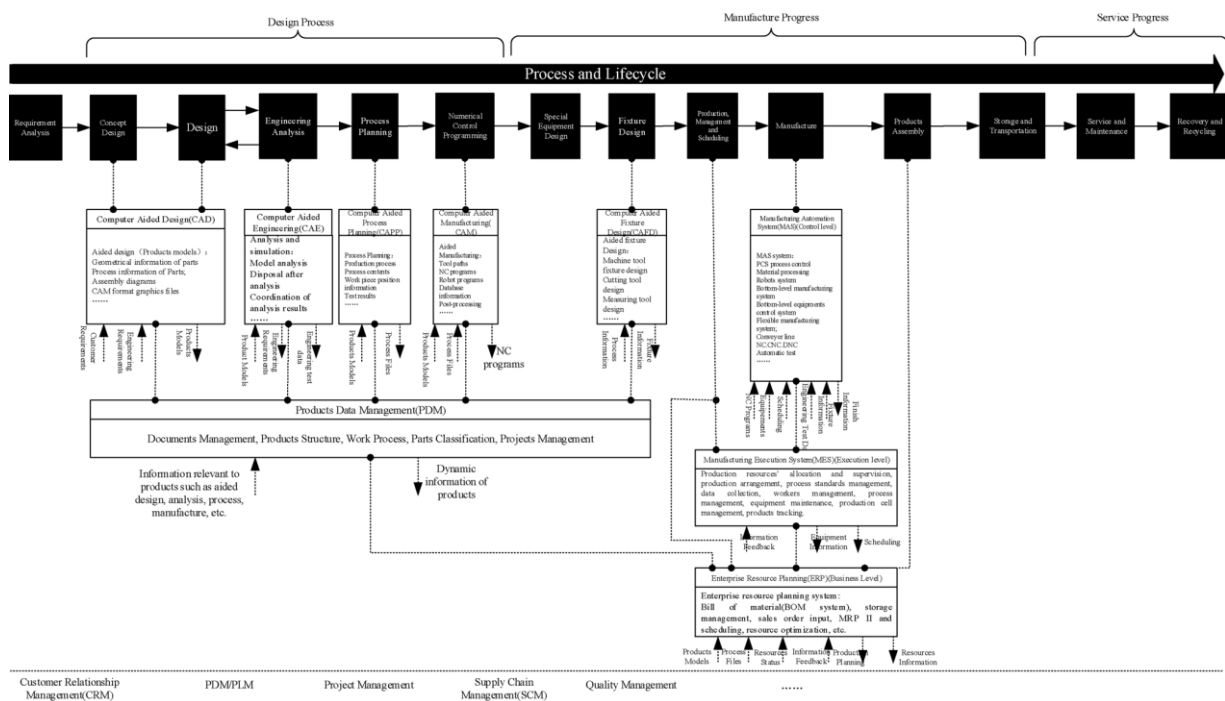 Design Process
Manufacture Progress
Service Progress
Process and Lifecycle
Requirement
Analysis
Concept
Design
Design
Engineering
Analysis
Process
Planning
Numerical
Control
Programming
Special
Equipment
Design
Fixture
Design
Production,
Management
and
Scheduling
Manufacture
Products
Assembly
Storage and
Transportation
Service and
Maintenance
Recovery and
Recycling
Computer Aided Design(CAD)
Aided design（Products models）:
Geometrical information of parts
Process information of Parts;
Assembly diagrams
CAM format graphics files
……
Computer Aided
Engineering(CAE)
Analysis and
simulation:
Model analysis
Disposal after
analysis
Coordination of
analysis results
……
Computer Aided
Process
Planning(CAPP)
Process Planning:
Production process
Process contents
Work piece position
information
Test results
……
Computer Aided
Manufacturing(
CAM)
Aided
Manufacturing:
Tool paths
NC programs
Robot programs
Database
information
Post-processing
……
Computer Aided
Fixture
Design(CAFD)
Aided fixture
Design:
Machine tool
fixture design
Cutting tool
design
Measuring tool
design
……
Manufacturing Automation
System(MAS)(Control level)
MAS system:
PCS process control
Material processing
Robots system
Bottom-level manufacturing
system
Bottom-level equipments
control system
Flexible manufacturing
system;
Conveyer line
NC.CNC.DNC
Automatic test
……
Customer
Requirements
Engineering
Requirements
Products
Models
Product Models
Engineering
Requirements
Engineering test
data
Products Models
Process Files
Products Models
Process Files
NC
programs
Process
Information
Fixture
Information
NC Programs
Equipements
Scheduling
Engineering Test
Fixture
Information
Finish
Information
Products Data Management(PDM)
Documents Management, Products Structure, Work Process, Parts Classification, Projects Management
Information relevant to
products such as aided
design, analysis, process,
manufacture, etc.
Dynamic
information of
products
Manufacturing Execution System(MES)(Execution level)
Production resources' allocation and supervision,
production arrangement, process standards management,
data collection, workers management, process
management, equipment maintenance, production cell
management, products tracking.
Information
Feedback
Equipment
Information
Scheduling
Enterprise Resource Planning(ERP)(Business Level)
Enterprise resource planning system:
Bill of material(BOM system), storage
management, sales order input, MRP II and
scheduling, resource optimization, etc.
Products
Models
Process
Files
Resources
Status
Information
Feedback
Production
Planning
Resources
Information
Customer Relationship
Management(CRM)
PDM/PLM
Project Management
Supply Chain
Management(SCM)
Quality Management
……